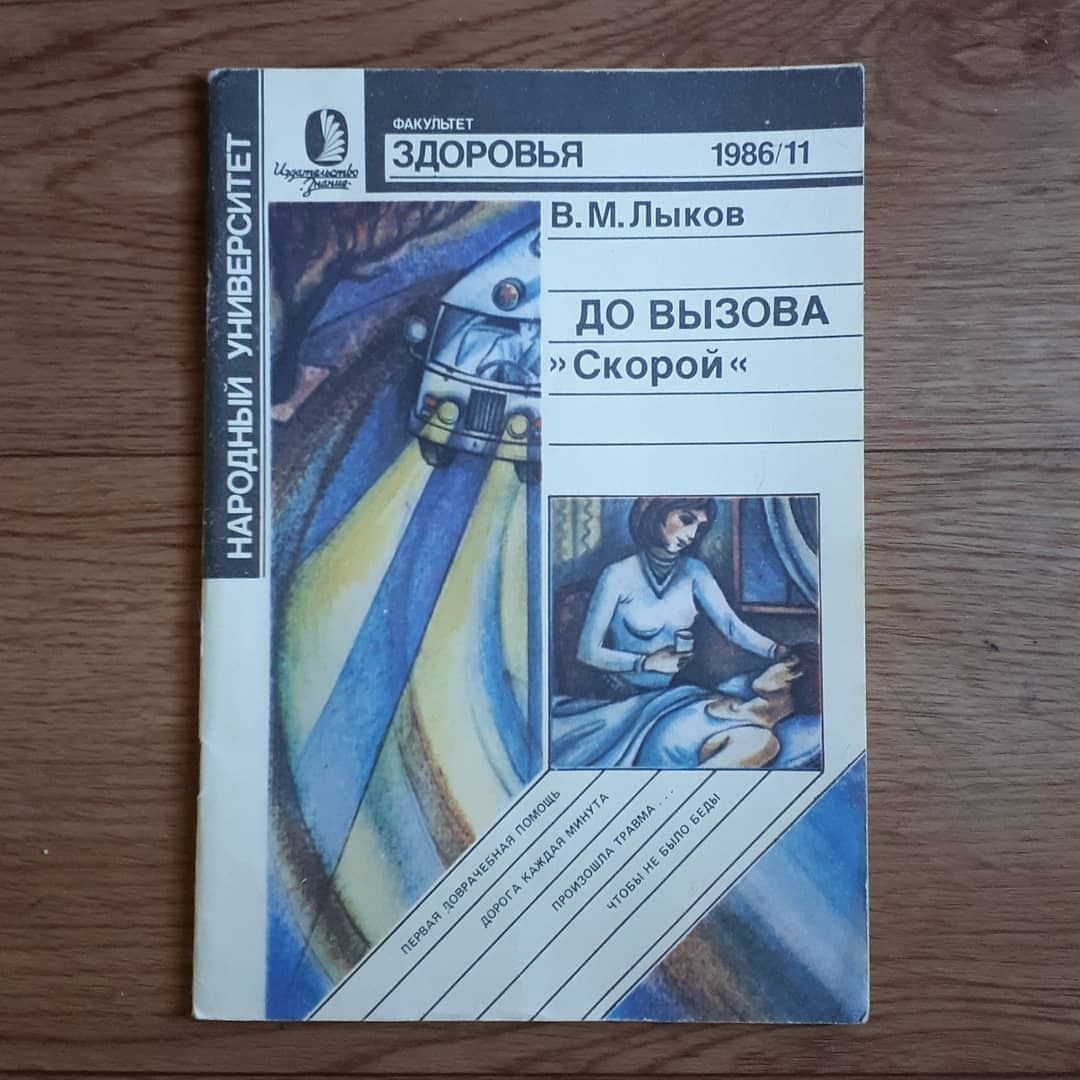 НАРОДНЫЙ УНИВЕРСИТЕТ
Издательство
·Знание·
ФАКУЛЬТЕТ
ЗДОРОВЬЯ 1986/11
В.М.Лыков
ДО ВЫЗОВА
»Скорой«
ПЕРВАЯ ДОВРАЧЕБНАЯ ПОМОЩЬ
ДОРОГА КАЖДАЯ МИНУТА
ПРОИЗОШЛА ТРАВМА...
ЧТОБЫ НЕ БЫЛО БЕДЫ